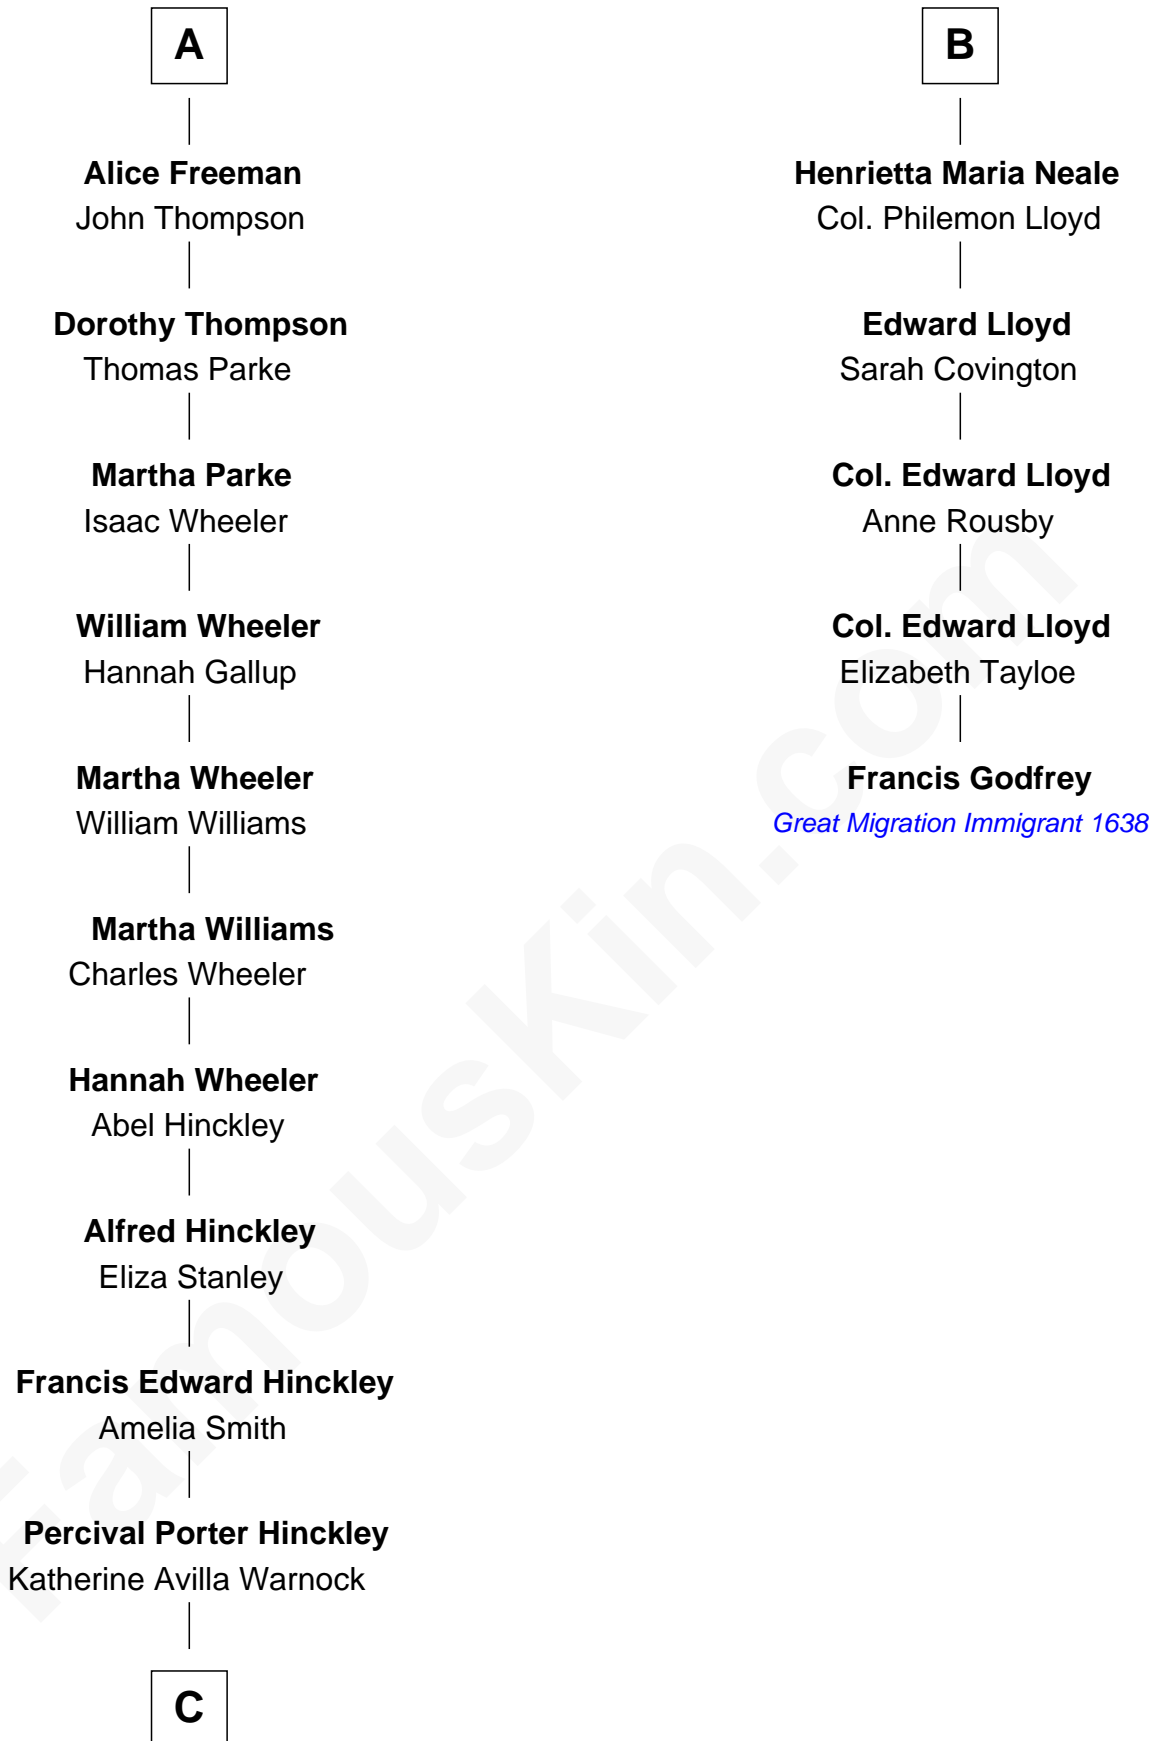 A
Alice Freeman
John Thompson
Dorothy Thompson
Thomas Parke
Martha Parke
Isaac Wheeler
William Wheeler
Hannah Gallup
Martha Wheeler
William Williams
Martha Williams
Charles Wheeler
Hannah Wheeler
Abel Hinckley
Alfred Hinckley
Eliza Stanley
Francis Edward Hinckley
Amelia Smith
Percival Porter Hinckley
Katherine Avilla Warnock
C
B
Henrietta Maria Neale
Col. Philemon Lloyd
Edward Lloyd
Sarah Covington
Col. Edward Lloyd
Anne Rousby
Col. Edward Lloyd
Elizabeth Tayloe
Francis Godfrey
Great Migration Immigrant 1638
FamousKin.com